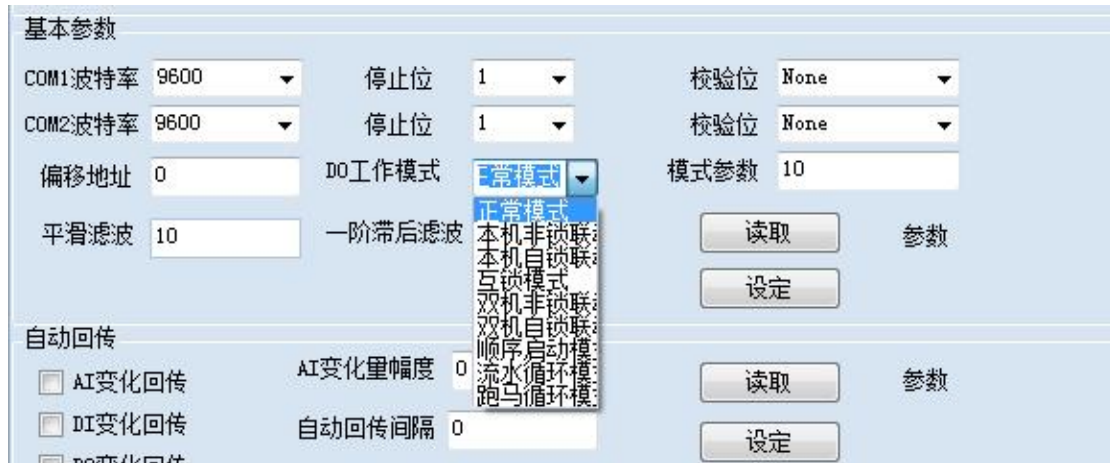 基本参数
COM1波特率 9600 停止位 1 校验位 None
COM2波特率 9600 停止位 1 校验位 None
偏移地址 0 DO工作模式 常模式 模式参数 10
正常模式
平滑滤波 10 一阶滞后滤波 读取 参数
本机非锁联
本机自锁联
互锁模式
设定
双机非锁联
双机自锁联
自动回传
顺序启动模
AI变化量幅度 0
流水循环模
AI变化回传 读取 参数
跑马循环模
DI变化回传 自动回传间隔 0 设定